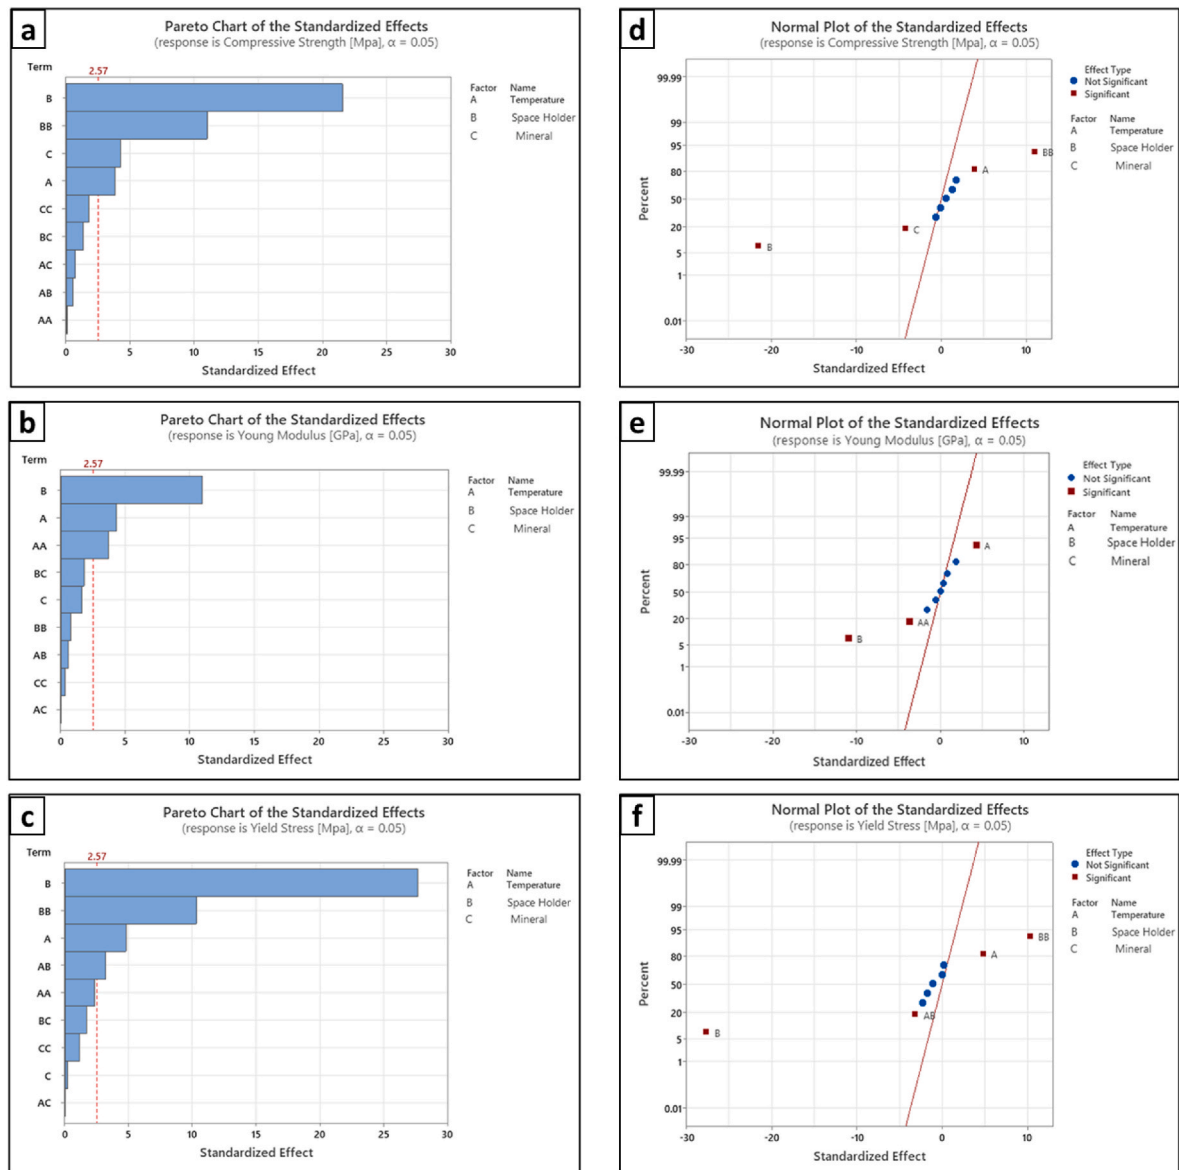 a
Pareto Chart of the Standardized Effects
(response is Compressive Strength [Mpa], α = 0.05)
Term
2.57
B
BB
C
A
CC
BC
AC
AB
AA
0 5 10 15 20 25 30
Standardized Effect
Factor Name
A Temperature
B Space Holder
C Mineral
d
Normal Plot of the Standardized Effects
(response is Compressive Strength [Mpa], α = 0.05)
Percent
99.99
99
95
80
50
20
5
1
0.01
BB
A
C
B
-30 -20 -10 0 10
Standardized Effect
Effect Type
Not Significant
Significant
Factor Name
A Temperature
B Space Holder
C Mineral
b
Pareto Chart of the Standardized Effects
(response is Young Modulus [GPa], α = 0.05)
Term
2.57
B
A
AA
BC
C
BB
AB
CC
AC
0 5 10 15 20 25 30
Standardized Effect
Factor Name
A Temperature
B Space Holder
C Mineral
e
Normal Plot of the Standardized Effects
(response is Young Modulus [GPa], α = 0.05)
Percent
99.99
99
95
80
50
20
5
1
0.01
A
AA
B
-30 -20 -10 0 10
Standardized Effect
Effect Type
Not Significant
Significant
Factor Name
A Temperature
B Space Holder
C Mineral
c
Pareto Chart of the Standardized Effects
(response is Yield Stress [Mpa], α = 0.05)
Term
2.57
B
BB
A
AB
AA
BC
CC
C
AC
0 5 10 15 20 25 30
Standardized Effect
Factor Name
A Temperature
B Space Holder
C Mineral
f
Normal Plot of the Standardized Effects
(response is Yield Stress [Mpa], α = 0.05)
Percent
99.99
99
95
80
50
20
5
1
0.01
BB
A
AB
B
-30 -20 -10 0 10
Standardized Effect
Effect Type
Not Significant
Significant
Factor Name
A Temperature
B Space Holder
C Mineral